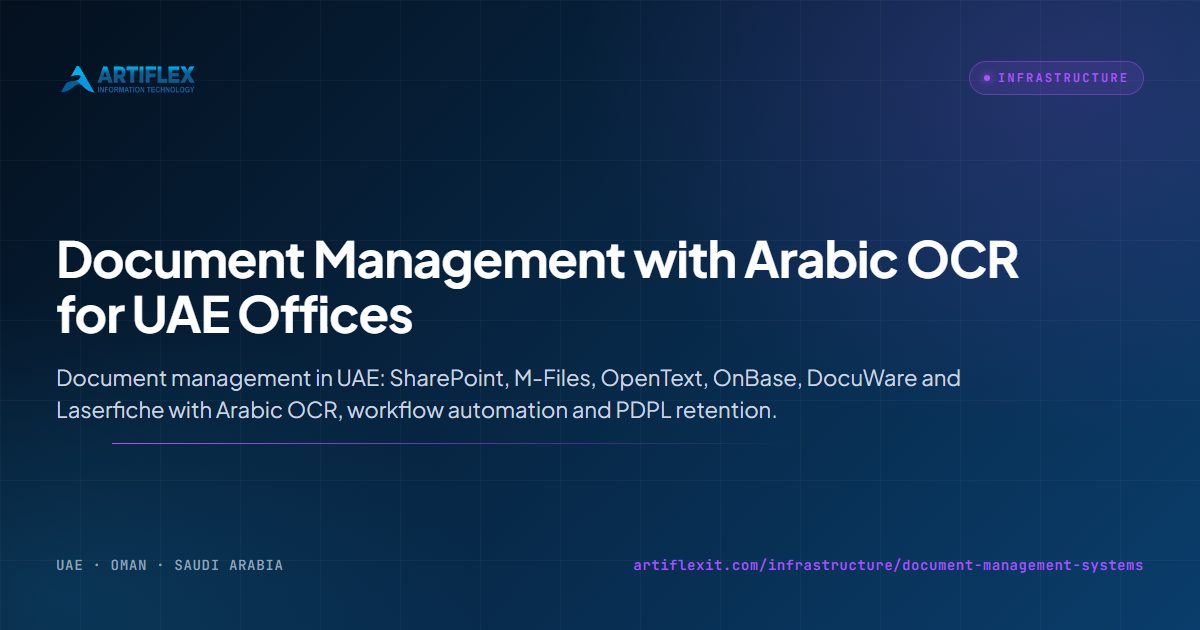 ARTIFLEX
INFORMATION TECHNOLOGY
INFRASTRUCTURE
Document Management with Arabic OCR
for UAE Offices
Document management in UAE: SharePoint, M-Files, OpenText, OnBase, DocuWare and
Laserfiche with Arabic OCR, workflow automation and PDPL retention.
UAE · OMAN · SAUDI ARABIA
artiflexit.com/infrastructure/document-management-systems